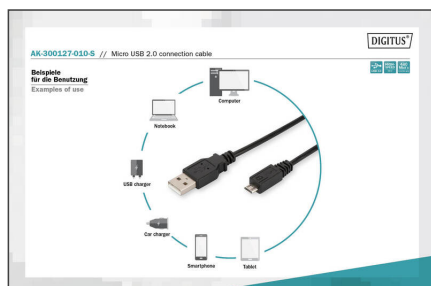 DIGITUS®
AK-300127-010-S // Micro USB 2.0 connection cable
Beispiele
für die Benutzung
Examples of use
Computer
Notebook
USB charger
Car charger
Smartphone
Tablet